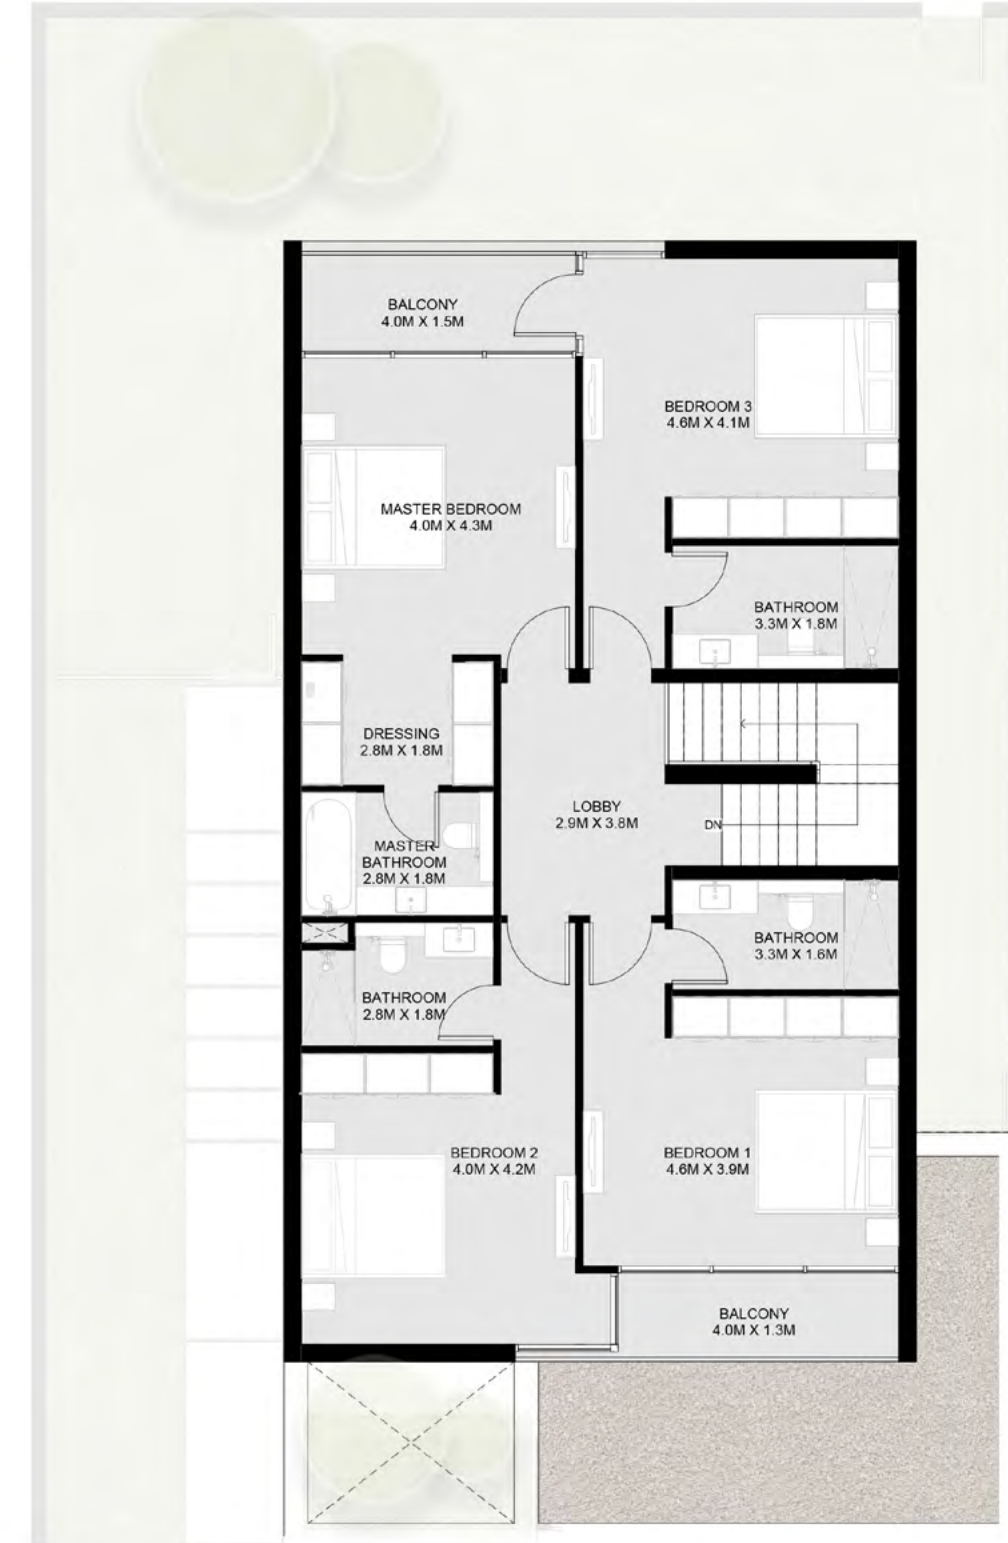 BALCONY
4.0M X 1.5M
BEDROOM 3
4.6M X 4.1M
MASTER BEDROOM
4.0M X 4.3M
BATHROOM
3.3M X 1.8M
DRESSING
2.8M X 1.8M
LOBBY
2.9M X 3.8M
DN
MASTER
BATHROOM
2.8M X 1.8M
BATHROOM
3.3M X 1.6M
BATHROOM
2.8M X 1.8M
BEDROOM 2
4.0M X 4.2M
BEDROOM 1
4.6M X 3.9M
BALCONY
4.0M X 1.3M